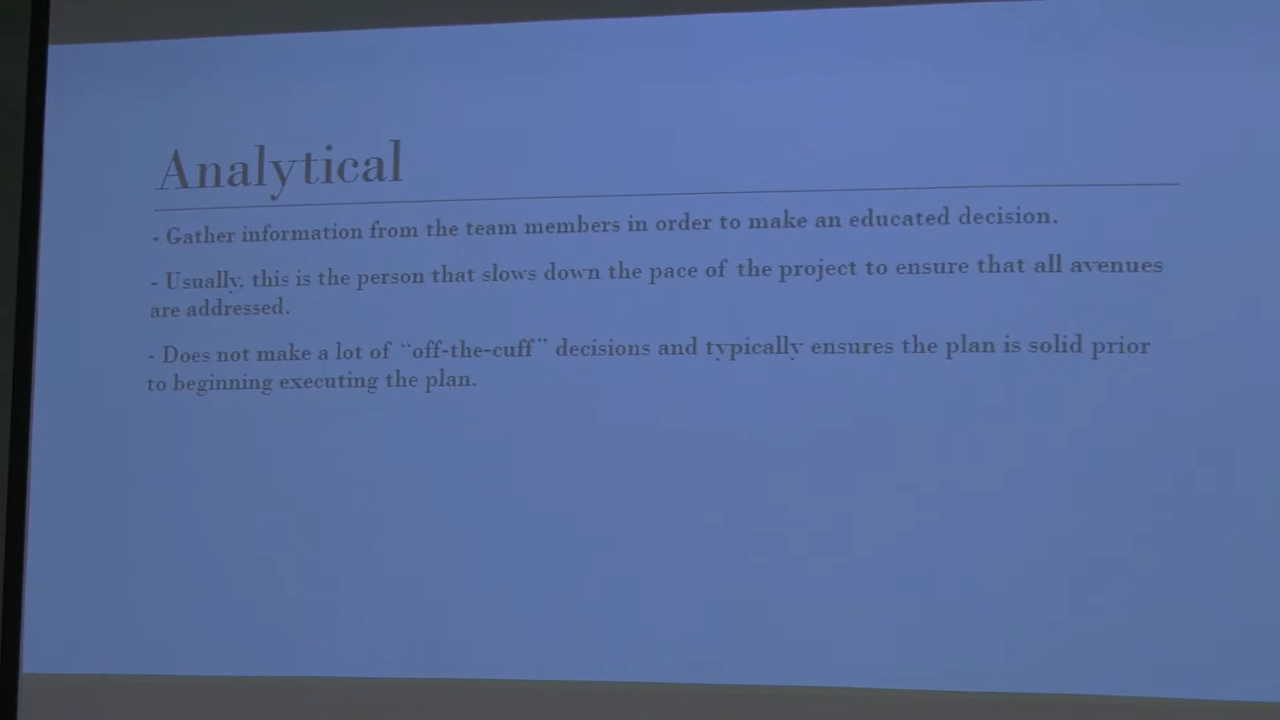 Analytical
- Gather information from the team members in order to make an educated decision.
- Usually, this is the person that slows down the pace of the project to ensure that all avenues
are addressed.
- Does not make a lot of “off-the-cuff” decisions and typically ensures the plan is solid prior
to beginning executing the plan.